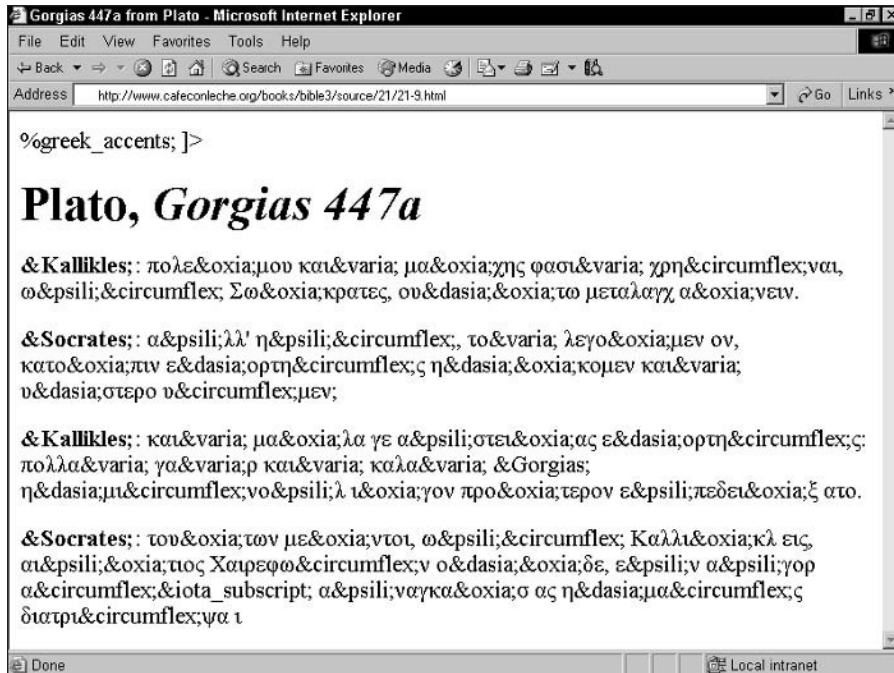 Gorgias 447a from Plato - Microsoft Internet Explorer
File Edit View Favorites Tools Help
Back Search Favorites Media
Address http://www.cafeconleche.org/books/bible3/source/21/21-9.html Go Links »
%greek_accents; ]>
Plato, Gorgias 447a
&Kallikles;: πολε&oxia;μου και&varia; μα&oxia;χης φασι&varia; χρη&circumflex;ναι,
ω&psili;&circumflex; Σω&oxia;κρατες, ου&dasia;&oxia;τω μεταλαγχ α&oxia;νειν.
&Socrates;: α&psili;λλ' η&psili;&circumflex;, το&varia; λεγο&oxia;μεν ον,
κατο&oxia;πιν ε&dasia;ορτη&circumflex;ς η&dasia;&oxia;κομεν και&varia;
υ&dasia;στερο υ&circumflex;μεν;
&Kallikles;: και&varia; μα&oxia;λα γε α&psili;στει&oxia;ας ε&dasia;ορτη&circumflex;ς:
πολλα&varia; γα&varia;ρ και&varia; καλα&varia; &Gorgias;
η&dasia;μι&circumflex;νο&psili;λ ι&oxia;γον προ&oxia;τερον ε&psili;πεδει&oxia;ξ ατο.
&Socrates;: του&oxia;των με&oxia;ντοι, ω&psili;&circumflex; Καλλι&oxia;κλ εις,
αι&psili;&oxia;τιος Χαιρεφω&circumflex;ν ο&dasia;&oxia;δε, ε&psili;ν α&psili;γορ
α&circumflex;&iota_subscript; α&psili;ναγκα&oxia;σ ας η&dasia;μα&circumflex;ς
διατρι&circumflex;ψα ι
Done Local intranet